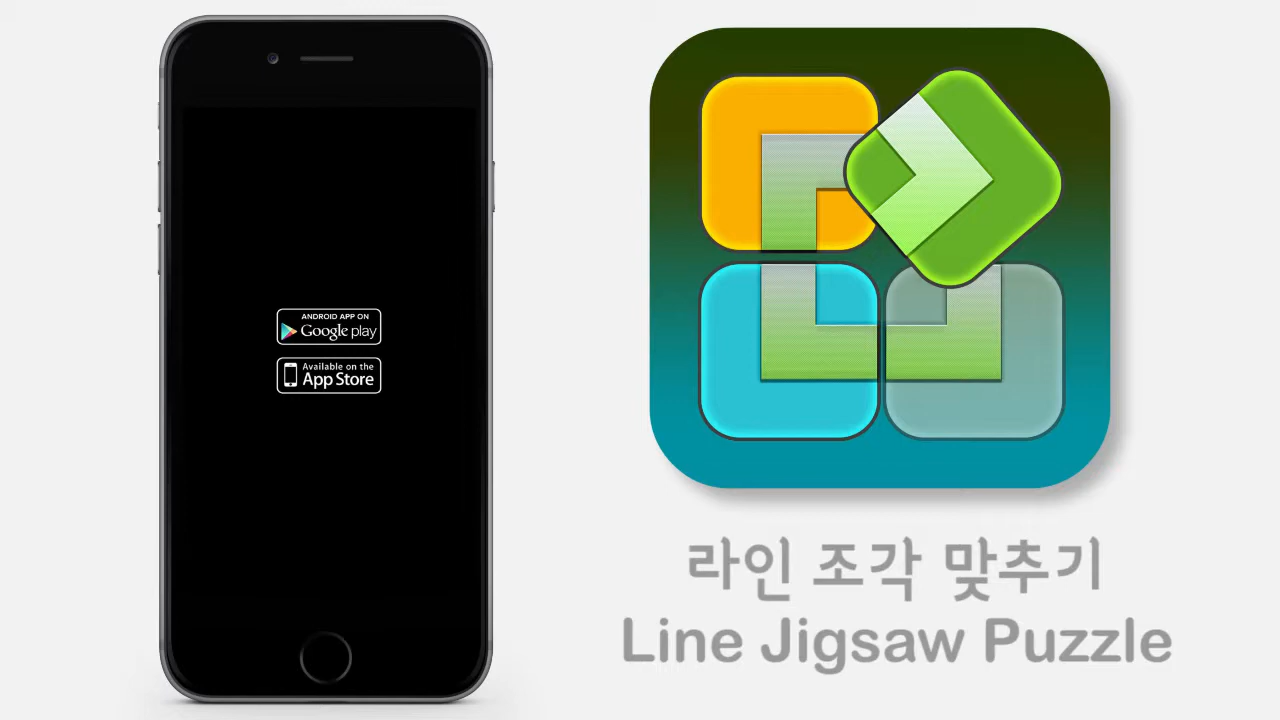 ANDROID APP ON
Google play
Available on the
App Store
라인 조각 맞추기
Line Jigsaw Puzzle